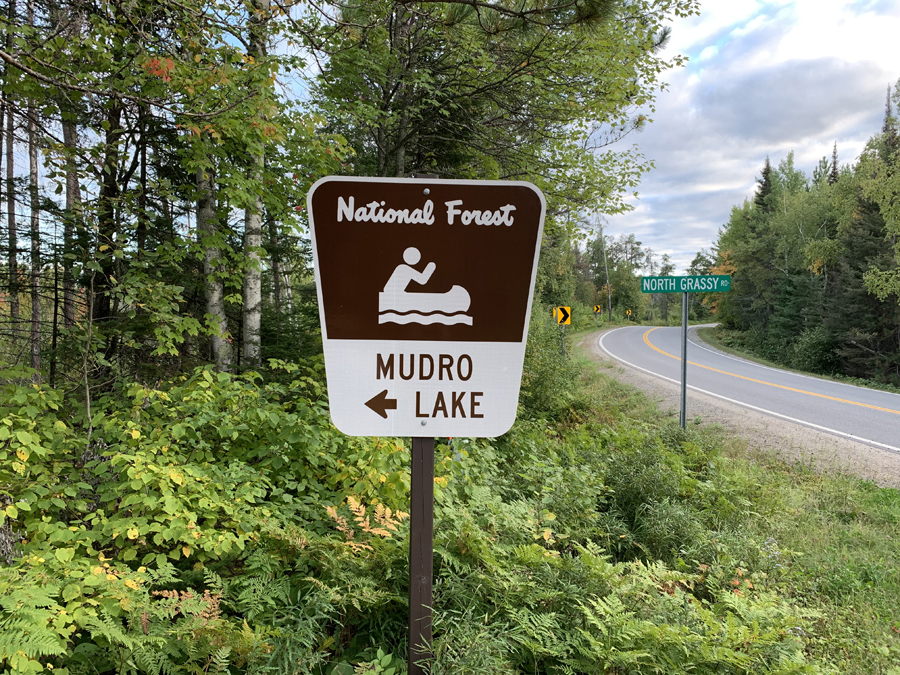 National Forest
MUDRO
LAKE
NORTH GRASSY RD